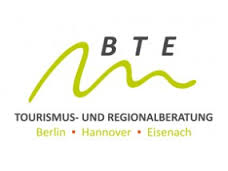 BTE
TOURISMUS- UND REGIONALBERATUNG
Berlin • Hannover • Eisenach